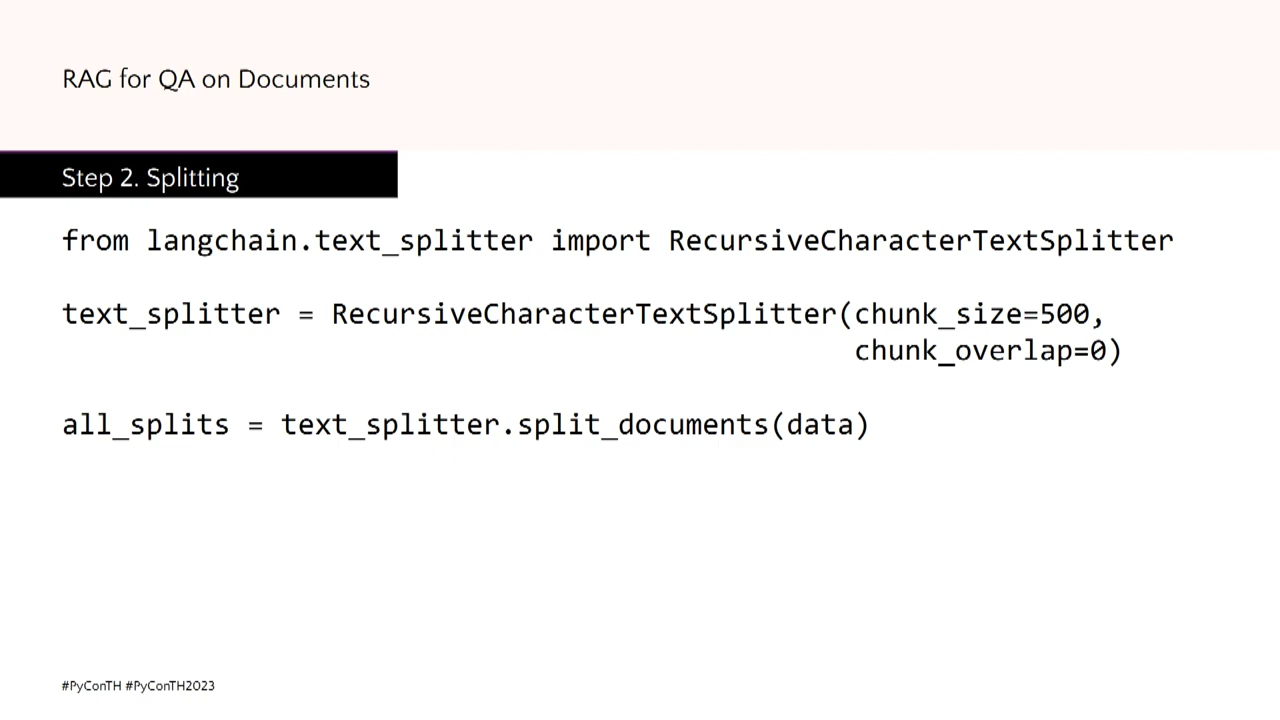 RAG for QA on Documents
Step 2. Splitting
from langchain.text_splitter import RecursiveCharacterTextSplitter
text_splitter = RecursiveCharacterTextSplitter(chunk_size=500,
chunk_overlap=0)
all_splits = text_splitter.split_documents(data)
#PyConTH #PyConTH2023